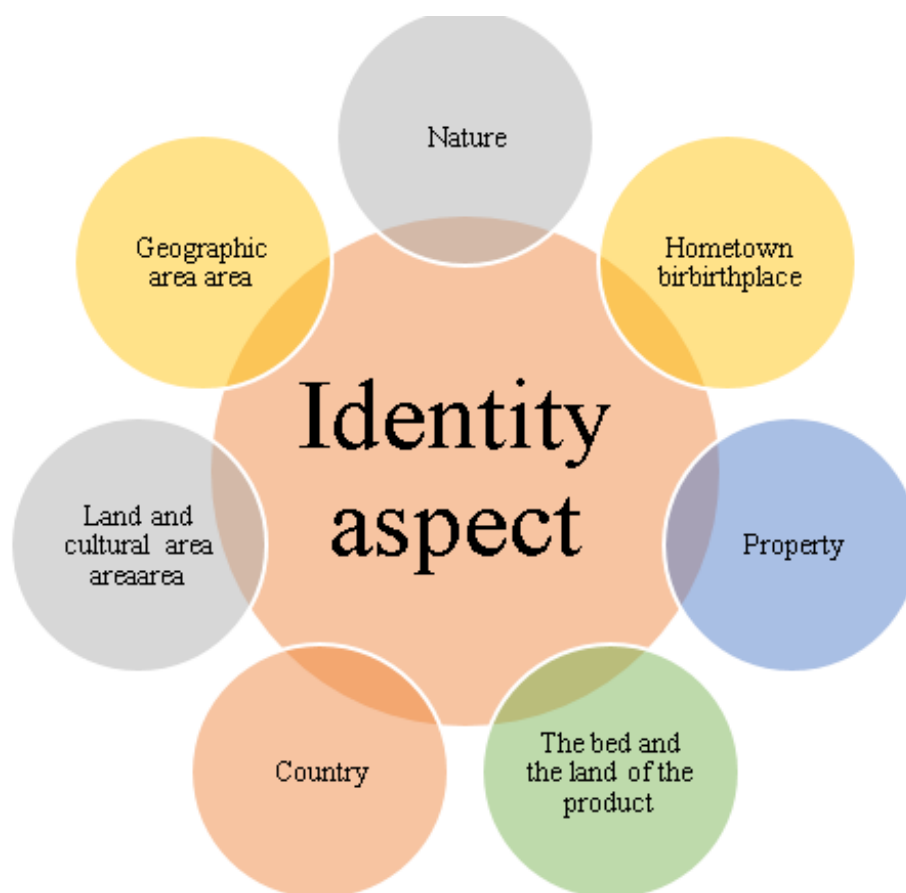 Nature
Geographic
area area
Hometown
birbirthplace
Identity
aspect
Land and
cultural area
areaarea
Property
The bed and
the land of the
product
Country